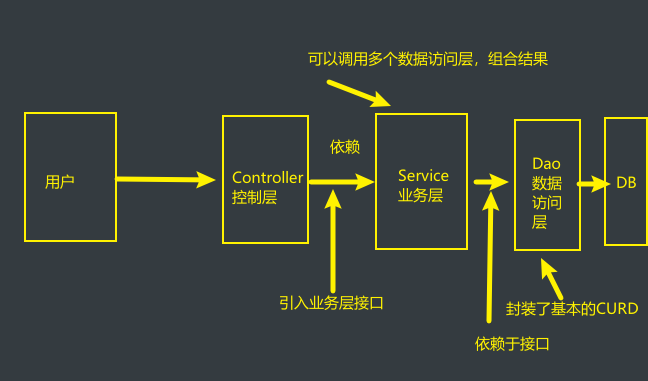 可以调用多个数据访问层，组合结果
用户
Controller
控制层
依赖
Service
业务层
Dao
数据
访问
层
DB
引入业务层接口
封装了基本的CURD
依赖于接口